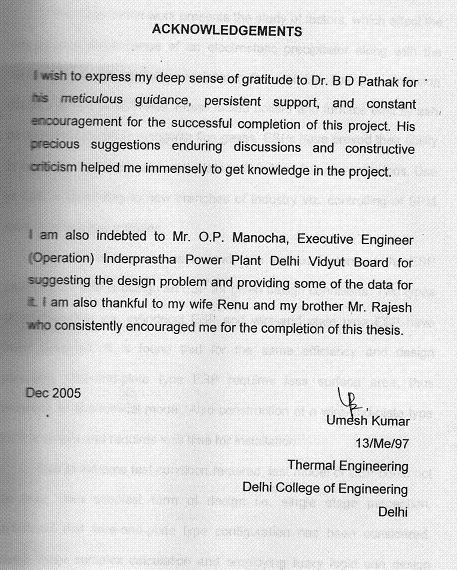 ACKNOWLEDGEMENTS
I wish to express my deep sense of gratitude to Dr. B D Pathak for
his meticulous guidance, persistent support, and constant
encouragement for the successful completion of this project. His
precious suggestions enduring discussions and constructive
criticism helped me immensely to get knowledge in the project.
I am also indebted to Mr. O.P. Manocha, Executive Engineer
(Operation) Inderprastha Power Plant Delhi Vidyut Board for
suggesting the design problem and providing some of the data for
it. I am also thankful to my wife Renu and my brother Mr. Rajesh
who consistently encouraged me for the completion of this thesis.
Dec 2005
Umesh Kumar
13/Me/97
Thermal Engineering
Delhi College of Engineering
Delhi